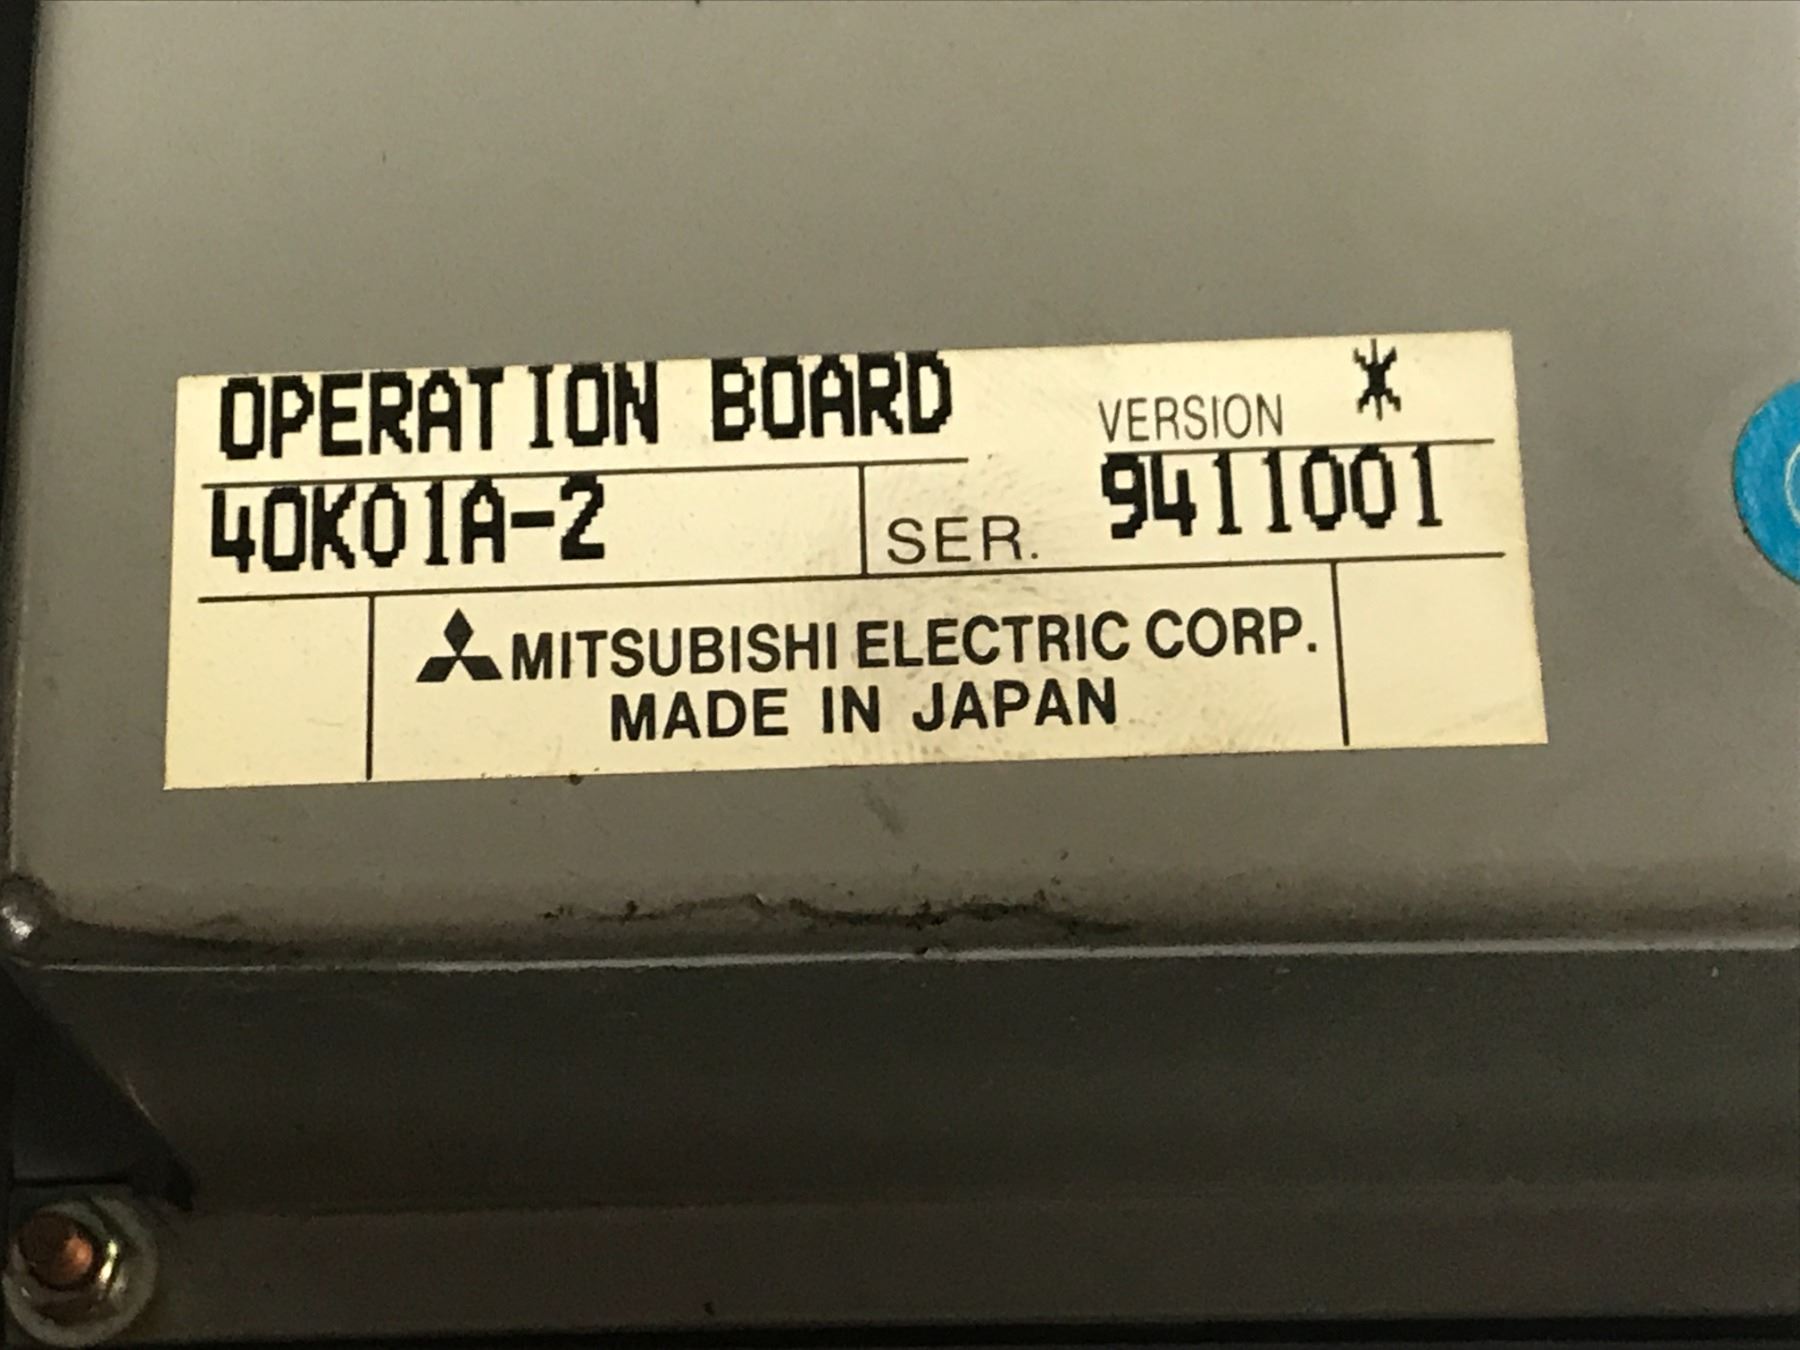 OPERATION BOARD
VERSION *
40K01A-2
SER. 9411001
MITSUBISHI ELECTRIC CORP.
MADE IN JAPAN